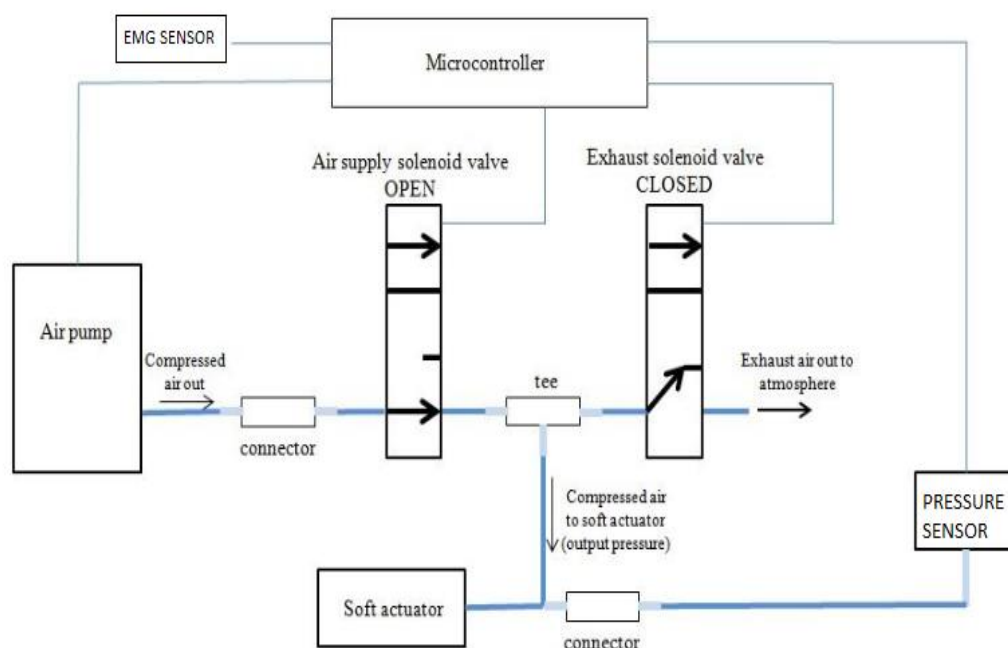 EMG SENSOR
Microcontroller
Air supply solenoid valve
OPEN
Exhaust solenoid valve
CLOSED
Air pump
Compressed
air out
connector
tee
Exhaust air out to
atmosphere
Compressed air
to soft actuator
(output pressure)
PRESSURE
SENSOR
Soft actuator
connector